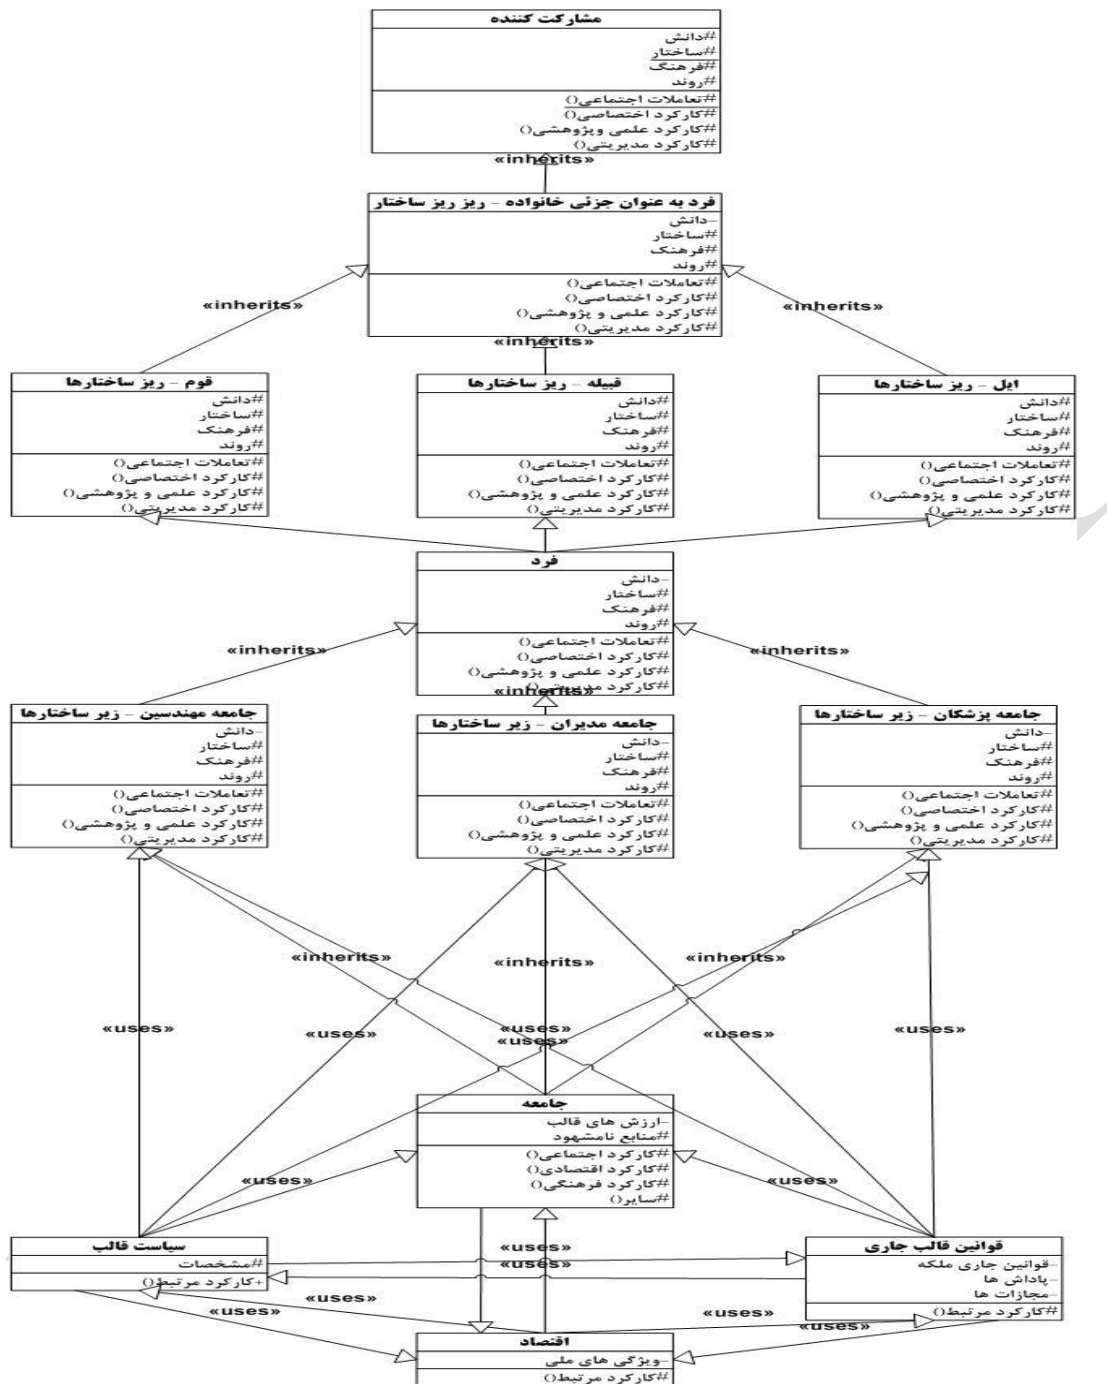 مشارکت کننده
#دانش
#ساختار
#فرهنگ
#روند
#تعاملات اجتماعی()
#کارکرد اختصاصی()
#کارکرد علمی وپژوهشی()
#کارکرد مدیریتی()
«inherits»
فرد به عنوان جزئی خانواده - ریز ریز ساختار
-دانش
#ساختار
#فرهنگ
#روند
#تعاملات اجتماعی()
#کارکرد اختصاصی()
#کارکرد علمی و پژوهشی()
#کارکرد مدیریتی()
«inherits»
«inherits»
«inherits»
ایل - ریز ساختارها
#دانش
#ساختار
#فرهنگ
#روند
#تعاملات اجتماعی()
#کارکرد اختصاصی()
#کارکرد علمی و پژوهشی()
#کارکرد مدیریتی()
قبیله - ریز ساختارها
#دانش
#ساختار
#فرهنگ
#روند
#تعاملات اجتماعی()
#کارکرد اختصاصی()
#کارکرد علمی و پژوهشی()
#کارکرد مدیریتی()
قوم - ریز ساختارها
#دانش
#ساختار
#فرهنگ
#روند
#تعاملات اجتماعی()
#کارکرد اختصاصی()
#کارکرد علمی و پژوهشی()
#کارکرد مدیریتی()
فرد
-دانش
#ساختار
#فرهنگ
#روند
#تعاملات اجتماعی()
#کارکرد اختصاصی()
#کارکرد علمی و پژوهشی()
#کارکرد مدیریتی()
«inherits»
«inherits»
«inherits»
جامعه پزشکان - زیر ساختارها
-دانش
#ساختار
#فرهنگ
#روند
#تعاملات اجتماعی()
#کارکرد اختصاصی()
#کارکرد علمی و پژوهشی()
#کارکرد مدیریتی()
جامعه مدیران - زیر ساختارها
-دانش
#ساختار
#فرهنگ
#روند
#تعاملات اجتماعی()
#کارکرد اختصاصی()
#کارکرد علمی و پژوهشی()
#کارکرد مدیریتی()
جامعه مهندسین - زیر ساختارها
-دانش
#ساختار
#فرهنگ
#روند
#تعاملات اجتماعی()
#کارکرد اختصاصی()
#کارکرد علمی و پژوهشی()
#کارکرد مدیریتی()
«inherits»
«inherits»
«inherits»
«uses»
«uses»
«uses»
«uses»
«uses»
«uses»
جامعه
-ارزش های قالب
#منابع نامشهود
#کارکرد اجتماعی()
#کارکرد اقتصادی()
#کارکرد فرهنگی()
#سایر()
«uses»
«uses»
قوانین قالب جاری
-قوانین جاری ملکه
-پاداش ها
-مجازات ها
#کارکرد مرتبط()
سیاست قالب
#مشخصات
+کارکرد مرتبط()
«uses»
«uses»
«uses»
«uses»
«uses»
«uses»
اقتصاد
-ویژگی های ملی
#کارکرد مرتبط()